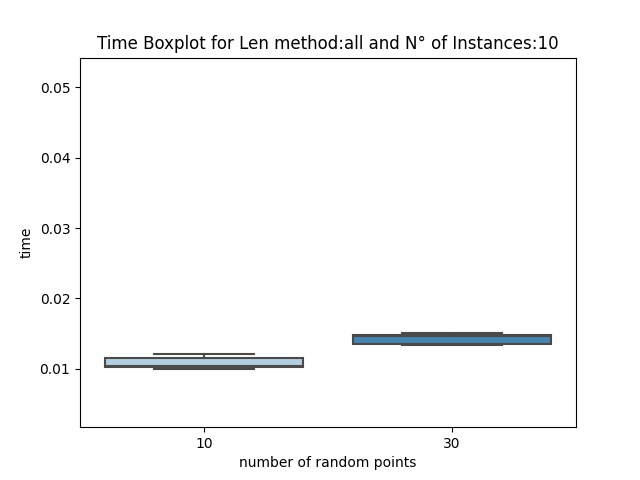 Time Boxplot for Len method:all and N° of Instances:10
0.05
0.04
0.03
0.02
0.01
time
10 30
number of random points